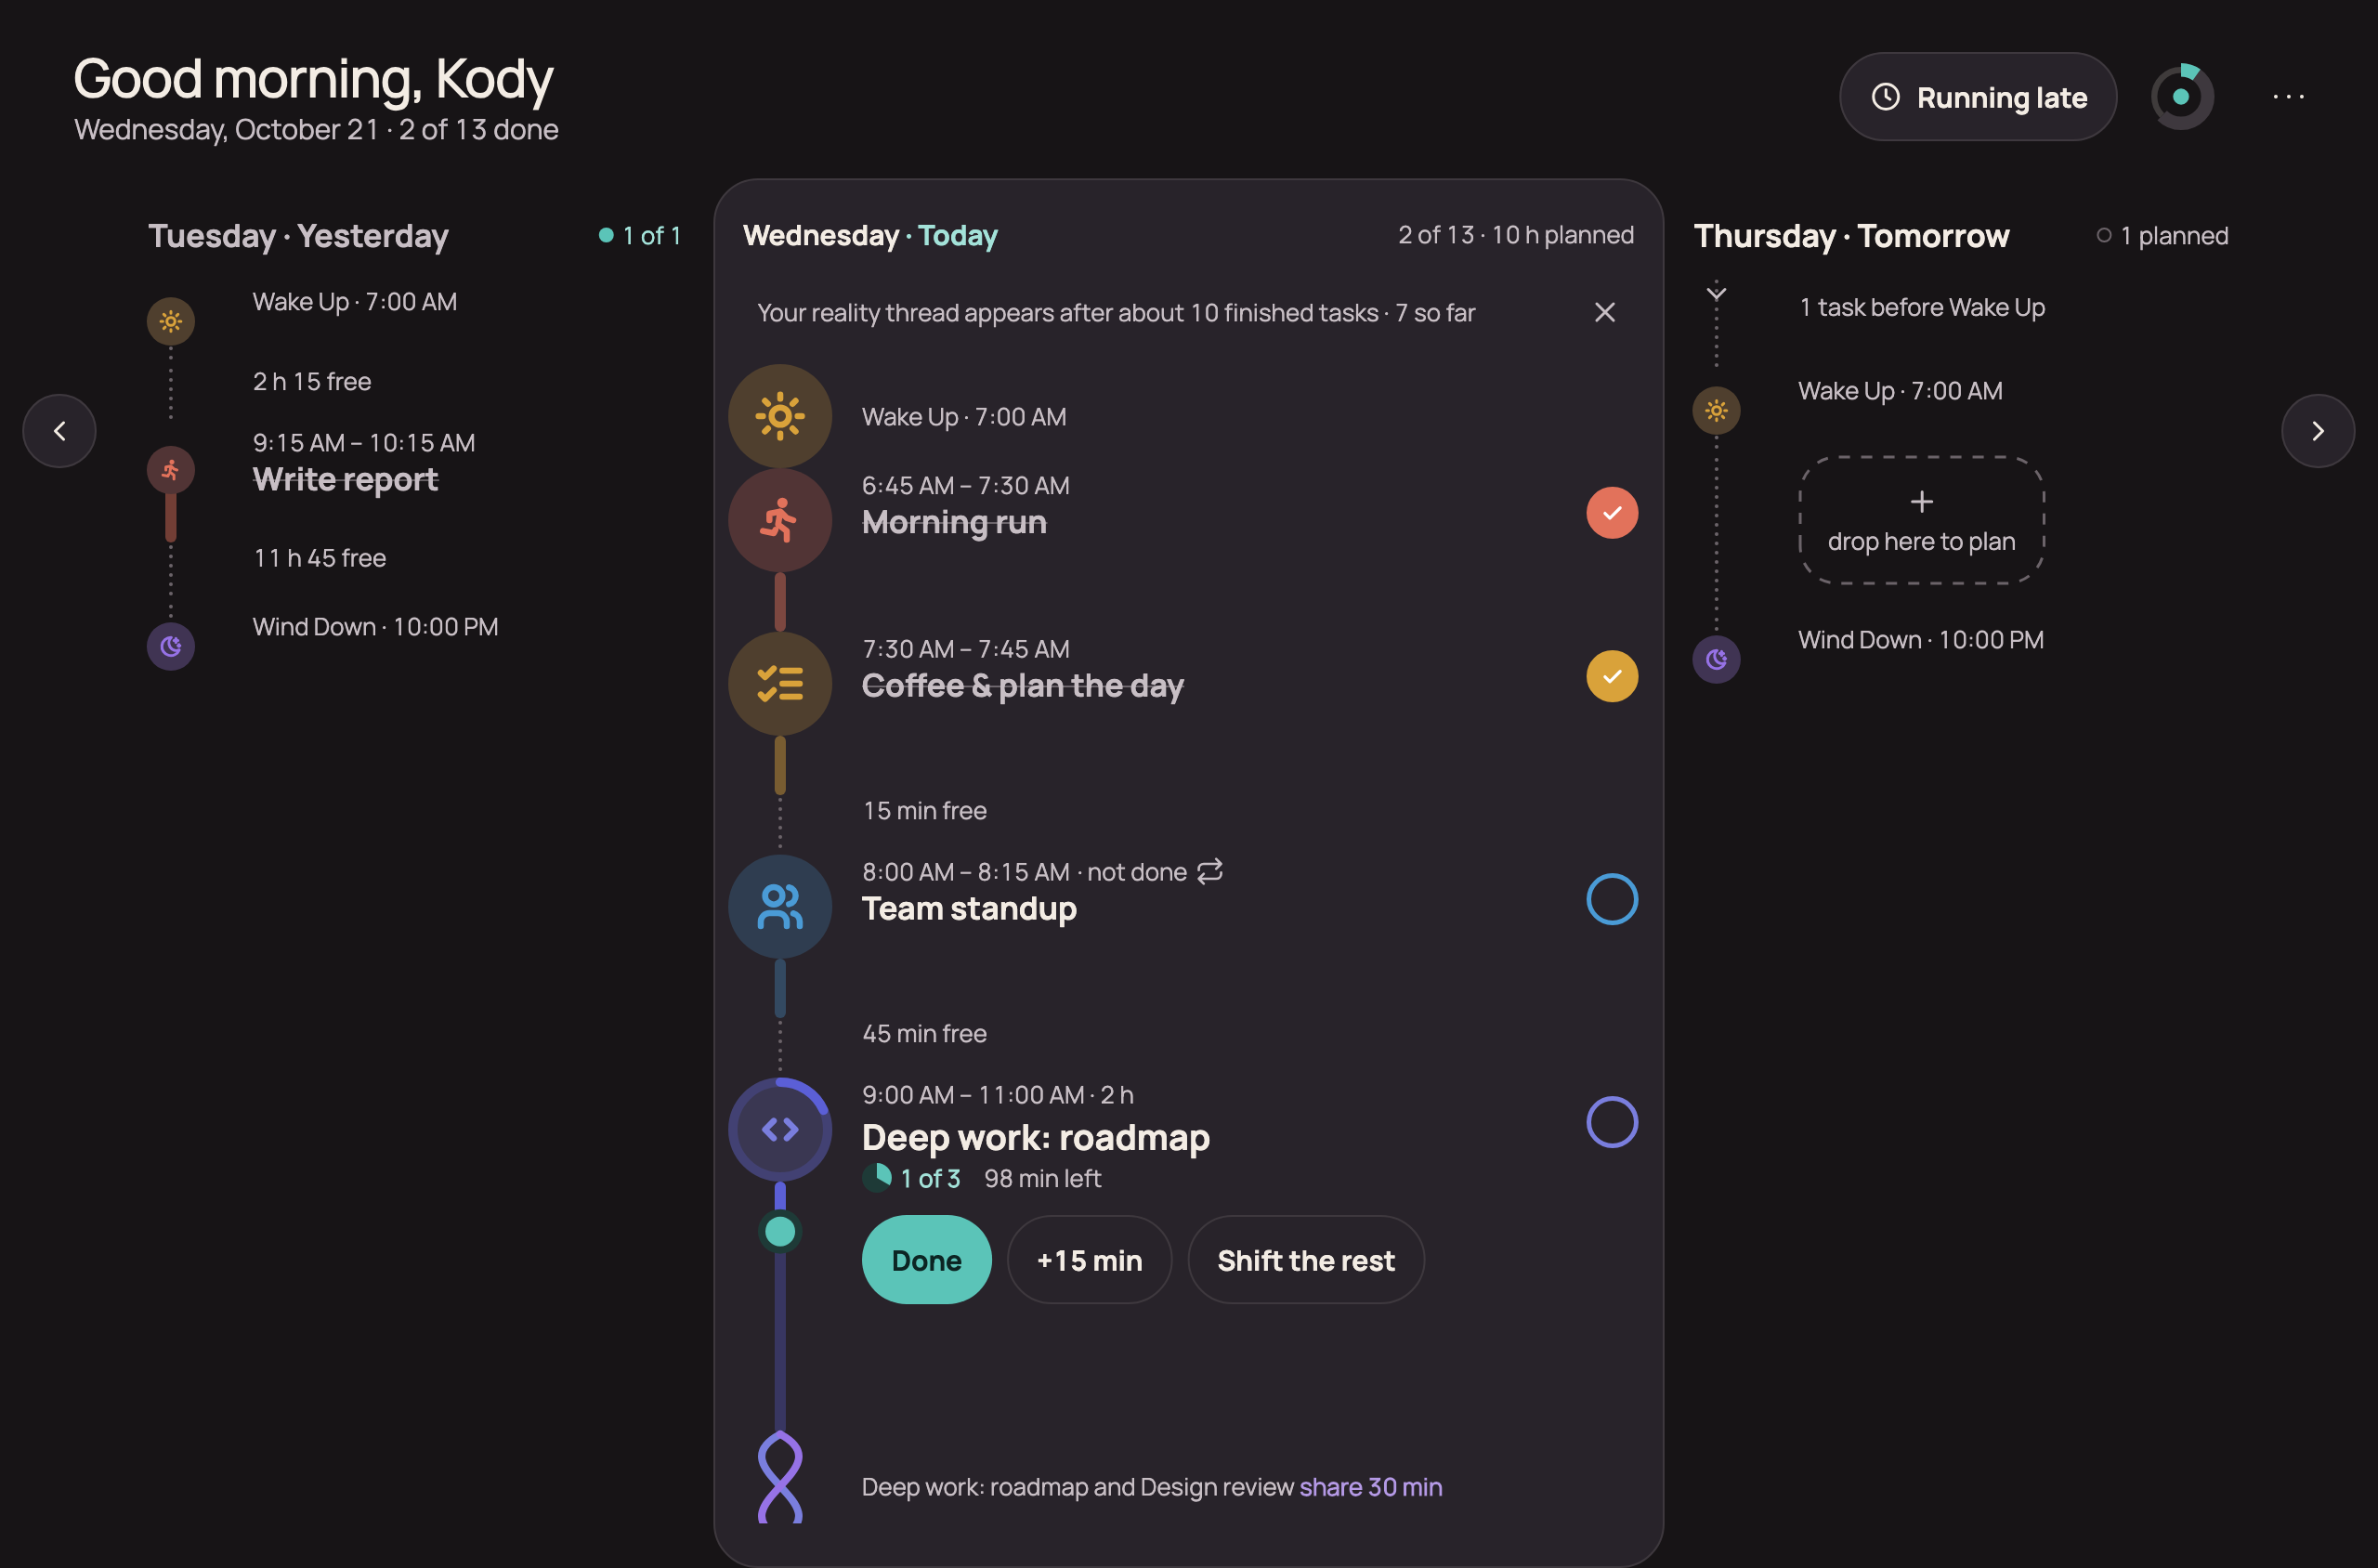 Good morning, Kody
Wednesday, October 21 · 2 of 13 done
Running late
Tuesday · Yesterday
1 of 1
Wake Up · 7:00 AM
2 h 15 free
9:15 AM – 10:15 AM
Write report
11 h 45 free
Wind Down · 10:00 PM
Wednesday · Today
2 of 13 · 10 h planned
Your reality thread appears after about 10 finished tasks · 7 so far
Wake Up · 7:00 AM
6:45 AM – 7:30 AM
Morning run
7:30 AM – 7:45 AM
Coffee & plan the day
15 min free
8:00 AM – 8:15 AM · not done
Team standup
45 min free
9:00 AM – 11:00 AM · 2 h
Deep work: roadmap
1 of 3 98 min left
Done
+15 min
Shift the rest
Deep work: roadmap and Design review share 30 min
Thursday · Tomorrow
1 planned
1 task before Wake Up
Wake Up · 7:00 AM
drop here to plan
Wind Down · 10:00 PM